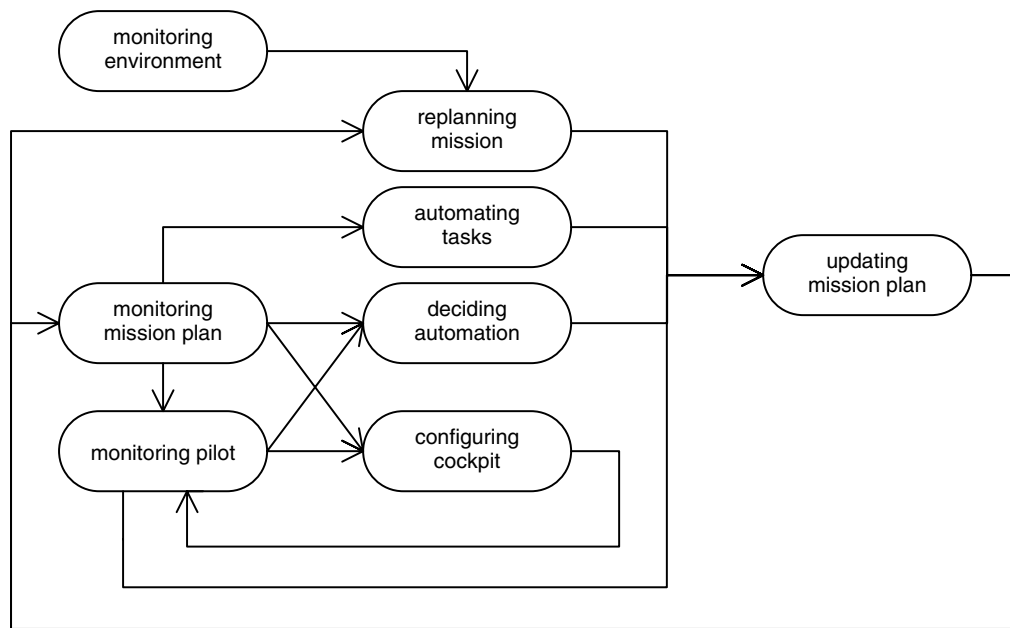 monitoring
environment
replanning
mission
automating
tasks
updating
mission plan
monitoring
mission plan
deciding
automation
monitoring pilot
configuring
cockpit